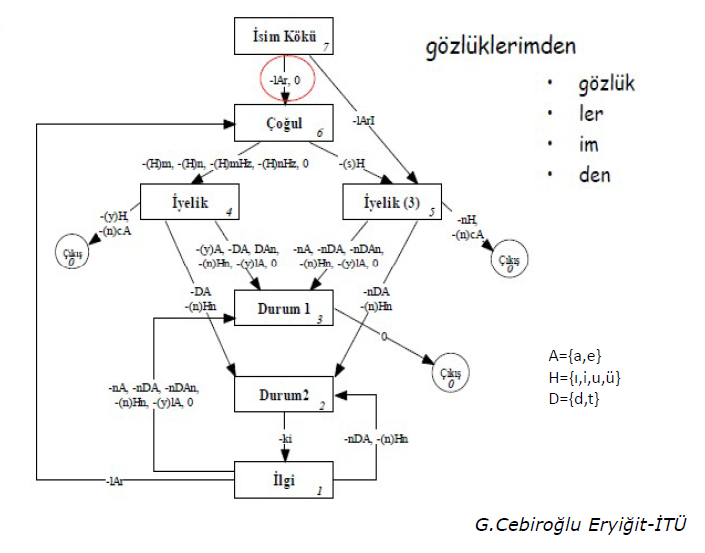 İsim Kökü
7
-lAr, 0
-lArI
Çoğul
6
-(H)m, -(H)n, -(H)mHz, -(H)nHz, 0
-(s)H
İyelik
4
İyelik (3)
5
-(y)H,
-(n)cA
Çıkış
0
-nH,
-(n)cA
Çıkış
0
-(y)A, -DA, DAn,
-(n)Hn, -(y)lA, 0
-nA, -nDA, -nDAn,
-(n)Hn, -(y)lA, 0
-DA
-(n)Hn
-nDA
-(n)Hn
Durum 1
3
0
Çıkış
0
Durum2
2
-nA, -nDA, -nDAn,
-(n)Hn, -(y)lA, 0
-ki
-nDA, -(n)Hn
-lAr
İlgi
1
gözlüklerimden
• gözlük
• ler
• im
• den
A={a,e}
H={ı,i,u,ü}
D={d,t}
G.Cebiroğlu Eryiğit-İTÜ